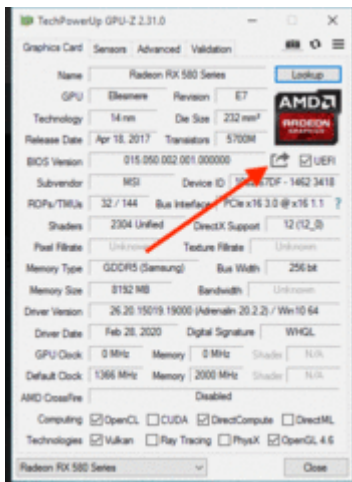 TechPowerUp GPU-Z 2.31.0
Graphics Card Sensors Advanced Validation
Name Radeon RX 580 Series Lookup
GPU Ellesmere Revision E7
Technology 14 nm Die Size 232 mm²
Release Date Apr 18, 2017 Transistors 5700M
AMD
RADEON
GRAPHICS
BIOS Version 015.050.002.001.000000 UEFI
Subvendor MSI Device ID 67DF - 1462 3418
ROPs/TMUs 32 / 144 Bus Interface PCIe x16 3.0 @ x16 1.1 ?
Shaders 2304 Unified DirectX Support 12 (12_0)
Pixel Fillrate Unknown Texture Fillrate Unknown
Memory Type GDDR5 (Samsung) Bus Width 256 bit
Memory Size 8192 MB Bandwidth Unknown
Driver Version 26.20.15019.19000 (Adrenalin 20.2.2) / Win10 64
Driver Date Feb 28, 2020 Digital Signature WHQL
GPU Clock 0 MHz Memory 0 MHz Shader N/A
Default Clock 1366 MHz Memory 2000 MHz Shader N/A
AMD CrossFire Disabled
Computing OpenCL CUDA DirectCompute DirectML
Technologies Vulkan Ray Tracing PhysX OpenGL 4.6
Radeon RX 580 Series Close